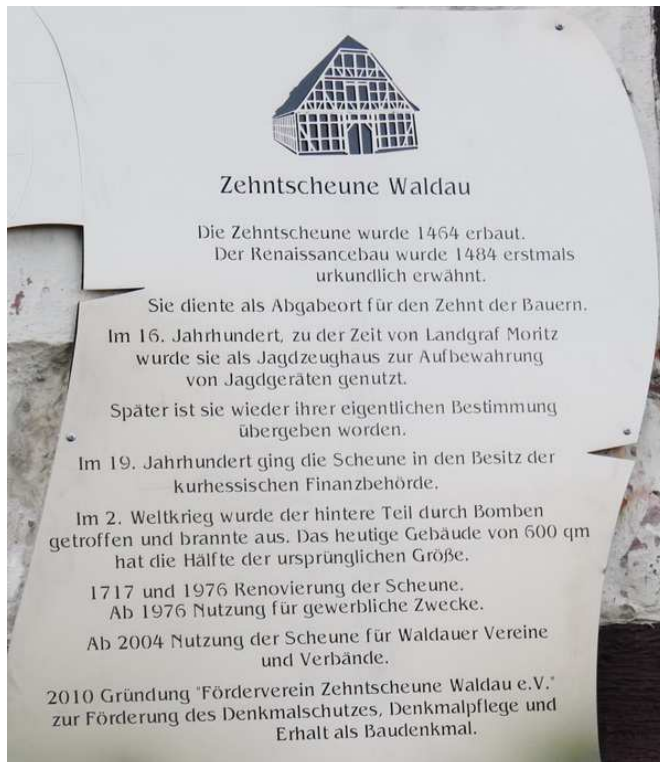 Zehntscheune Waldau
Die Zehntscheune wurde 1464 erbaut.
Der Renaissancebau wurde 1484 erstmals
urkundlich erwähnt.
Sie diente als Abgabeort für den Zehnt der Bauern.
Im 16. Jahrhundert, zu der Zeit von Landgraf Moritz
wurde sie als Jagdzeughaus zur Aufbewahrung
von Jagdgeräten genutzt.
Später ist sie wieder ihrer eigentlichen Bestimmung
übergeben worden.
Im 19. Jahrhundert ging die Scheune in den Besitz der
kurhessischen Finanzbehörde.
Im 2. Weltkrieg wurde der hintere Teil durch Bomben
getroffen und brannte aus. Das heutige Gebäude von 600 qm
hat die Hälfte der ursprünglichen Größe.
1717 und 1976 Renovierung der Scheune.
Ab 1976 Nutzung für gewerbliche Zwecke.
Ab 2004 Nutzung der Scheune für Waldauer Vereine
und Verbände.
2010 Gründung "Förderverein Zehntscheune Waldau e.V."
zur Förderung des Denkmalschutzes, Denkmalpflege und
Erhalt als Baudenkmal.